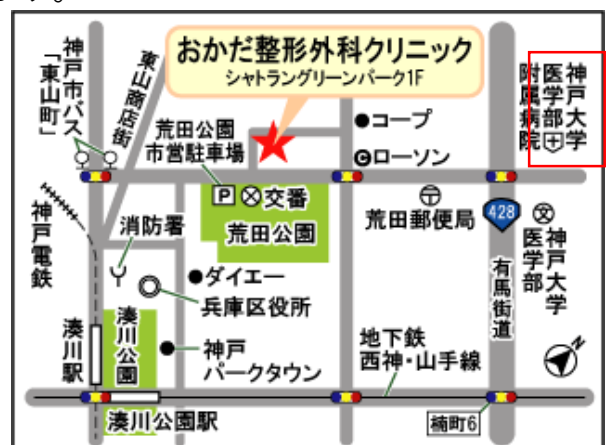 おかだ整形外科クリニック
シャトラングリーンパーク1F
神戸市バス
「東山町」
東山商店街
荒田公園
市営駐車場
コープ
ローソン
神戸大学
医学部
附属病院
P
交番
荒田公園
荒田郵便局
428
神戸大学
医学部
神戸電鉄
消防署
ダイエー
兵庫区役所
有馬街道
湊川駅
湊川公園
神戸
パークタウン
地下鉄
西神・山手線
N
湊川公園駅
楠町6